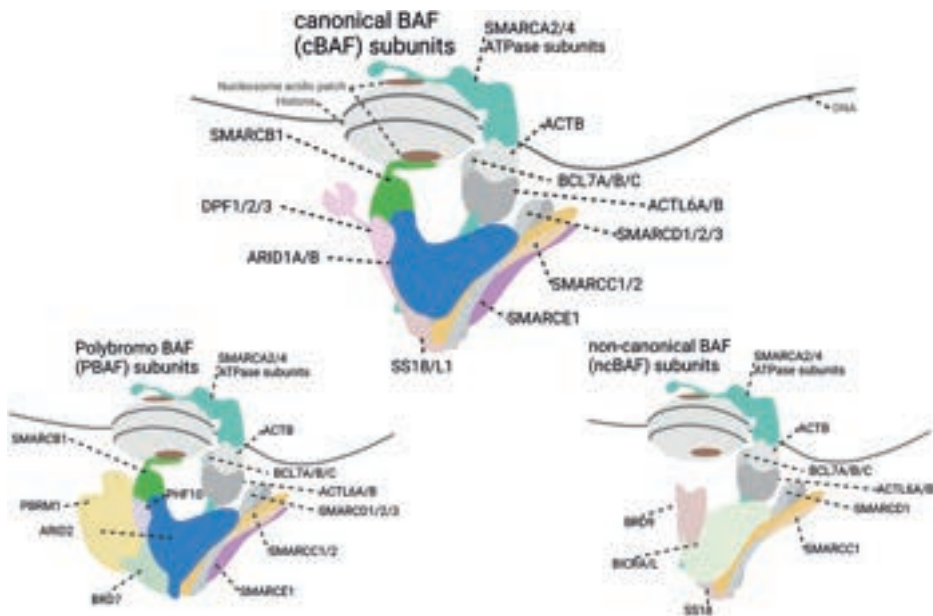 canonical BAF
(cBAF) subunits
SMARCA2/4
ATPase subunits
Nucleosome acidic patch
Histone
DNA
SMARCB1
ACTB
BCL7A/B/C
DPF1/2/3
ACTL6A/B
SMARCD1/2/3
ARID1A/B
SMARCC1/2
SMARCE1
SS18/L1
Polybromo BAF
(PBAF) subunits
SMARCA2/4
ATPase subunits
SMARCB1
ACTB
BCL7A/B/C
PHF10
ACTL6A/B
PBRM1
SMARCD1/2/3
ARID2
SMARCC1/2
BRD7
SMARCE1
non-canonical BAF
(ncBAF) subunits
SMARCA2/4
ATPase subunits
ACTB
BCL7A/B/C
ACTL6A/B
BRD9
SMARCD1
SMARCC1
BICRA/L
SS18